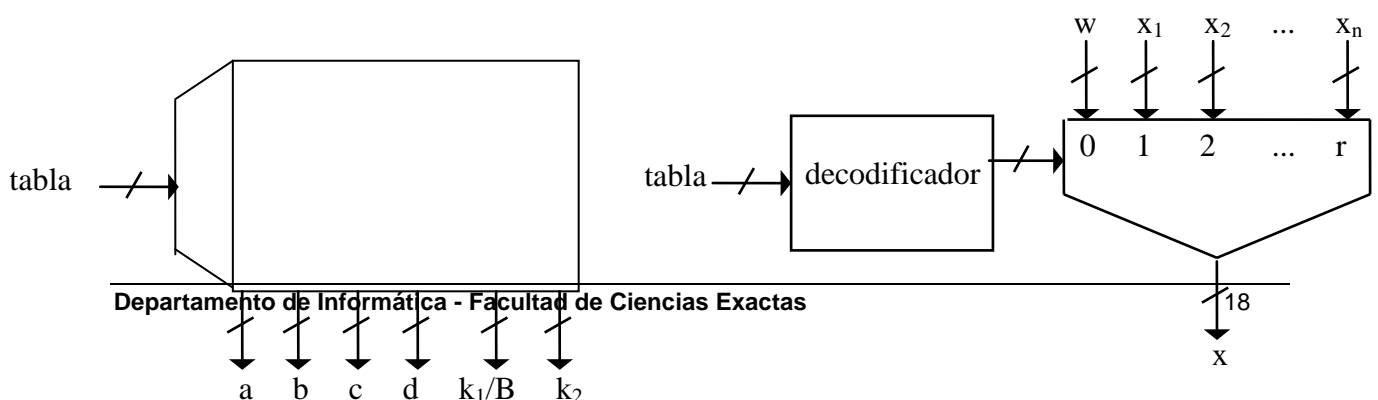 w x₁ x₂ ... xₙ
0 1 2 ... r
tabla
tabla decodificador
Departamento de Informática - Facultad de Ciencias Exactas
18
x
a b c d k₁/B k₂